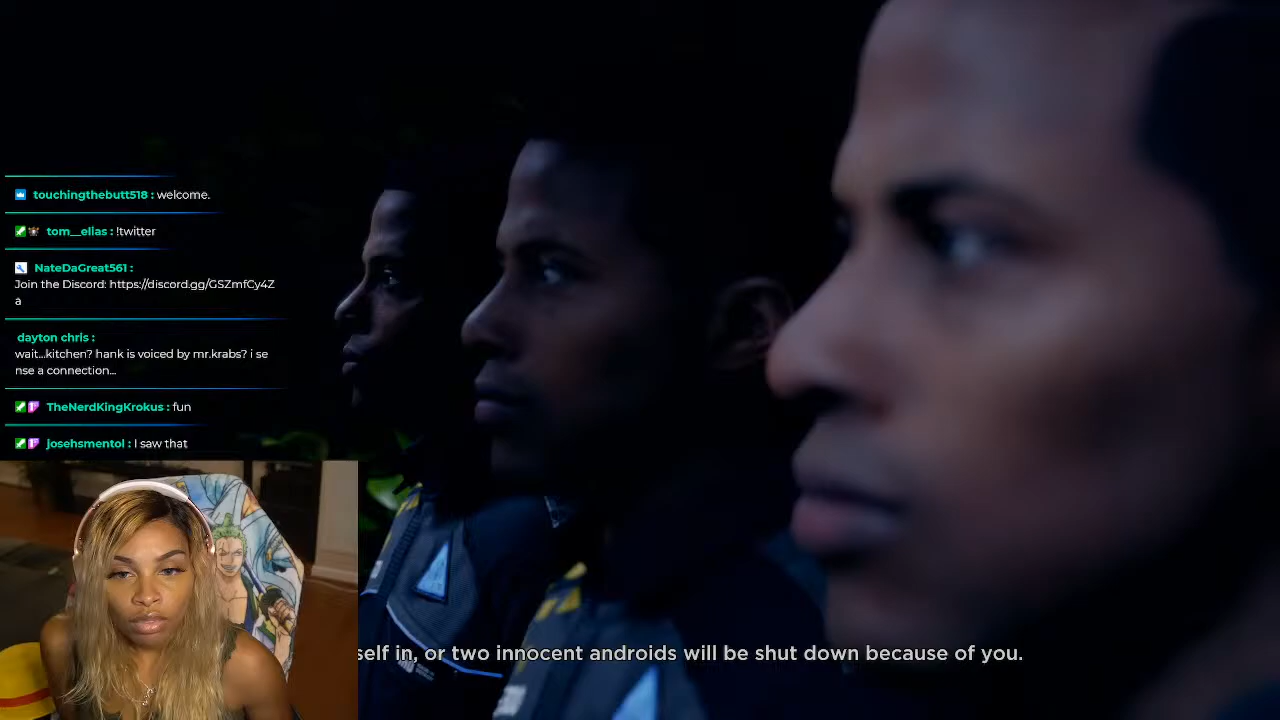 touchingthebutt518 : welcome.
tom__elias : !twitter
NateDaGreat561 :
Join the Discord: https://discord.gg/GSZmfCy4Z
a
dayton chris :
wait...kitchen? hank is voiced by mr.krabs? i se
nse a connection...
TheNerdKingKrokus : fun
josehsmentol : I saw that
self in, or two innocent androids will be shut down because of you.